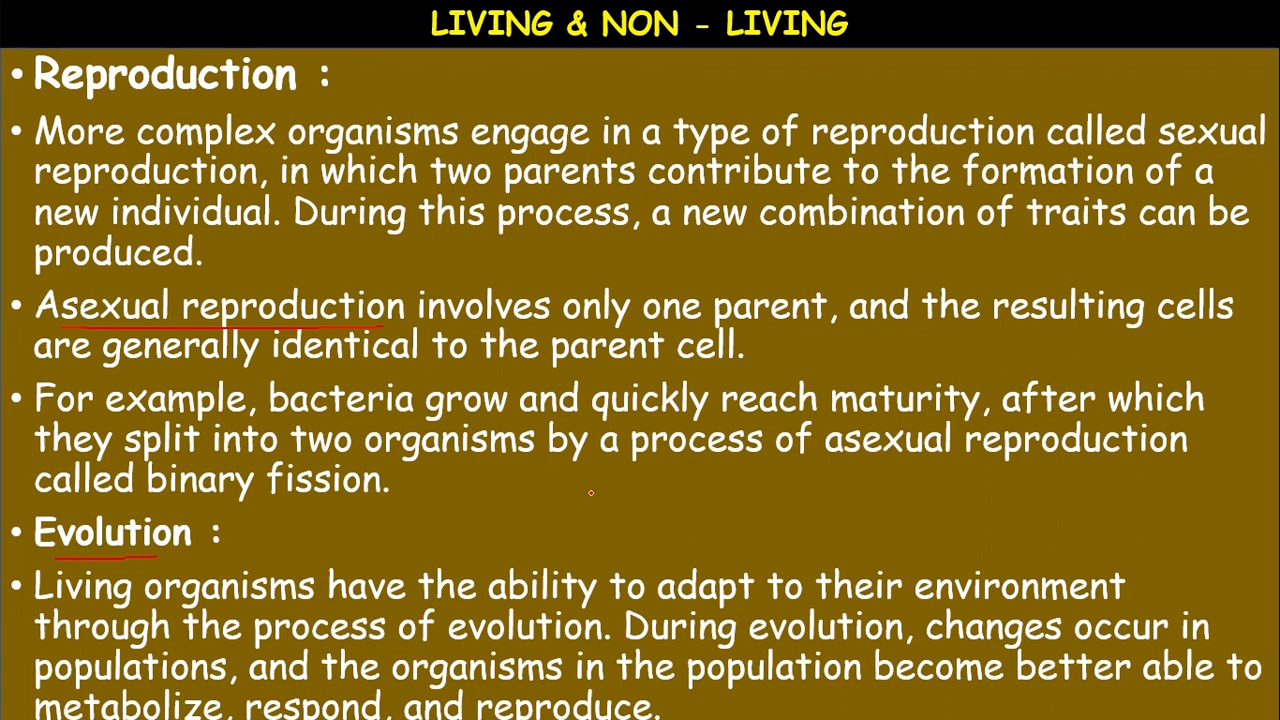 LIVING & NON - LIVING
• Reproduction :
• More complex organisms engage in a type of reproduction called sexual
reproduction, in which two parents contribute to the formation of a
new individual. During this process, a new combination of traits can be
produced.
• Asexual reproduction involves only one parent, and the resulting cells
are generally identical to the parent cell.
• For example, bacteria grow and quickly reach maturity, after which
they split into two organisms by a process of asexual reproduction
called binary fission.
• Evolution :
• Living organisms have the ability to adapt to their environment
through the process of evolution. During evolution, changes occur in
populations, and the organisms in the population become better able to
metabolize, respond, and reproduce.